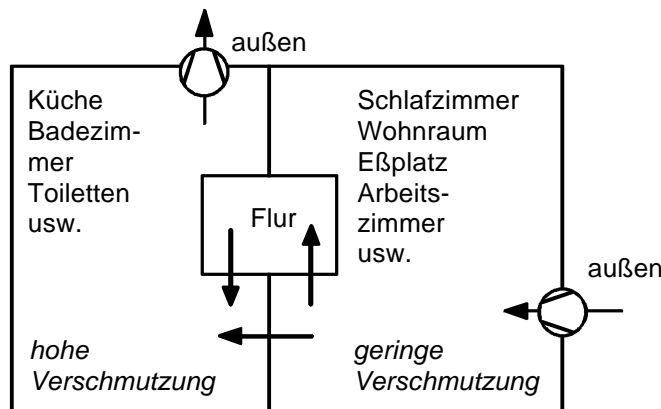 außen
Küche
Badezim-
mer
Toiletten
usw.
Schlafzimmer
Wohnraum
Eßplatz
Arbeits-
zimmer
usw.
Flur
außen
hohe
Verschmutzung
geringe
Verschmutzung